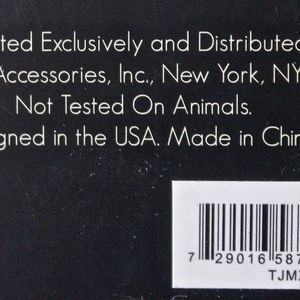 ted Exclusively and Distributed
Accessories, Inc., New York, NY
Not Tested On Animals.
gned in the USA. Made in Chin
7 29016 587
TJMX